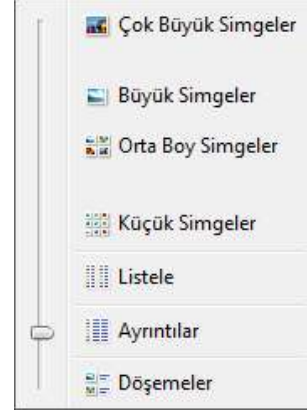 Çok Büyük Simgeler
Büyük Simgeler
Orta Boy Simgeler
Küçük Simgeler
Listele
Ayrıntılar
Döşemeler